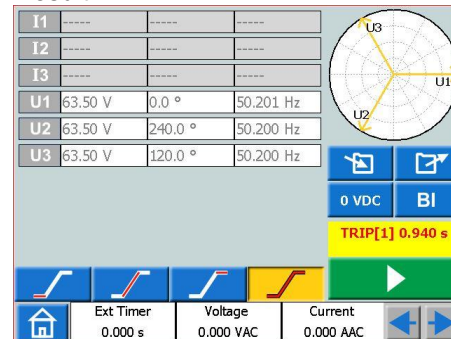 I1 ----- ----- -----
I2 ----- ----- -----
I3 ----- ----- -----
U1 63.50 V 0.0 ° 50.201 Hz
U2 63.50 V 240.0 ° 50.200 Hz
U3 63.50 V 120.0 ° 50.200 Hz
U3
U1
U2
0 VDC BI
TRIP[1] 0.940 s
Ext Timer Voltage Current
0.000 s 0.000 VAC 0.000 AAC